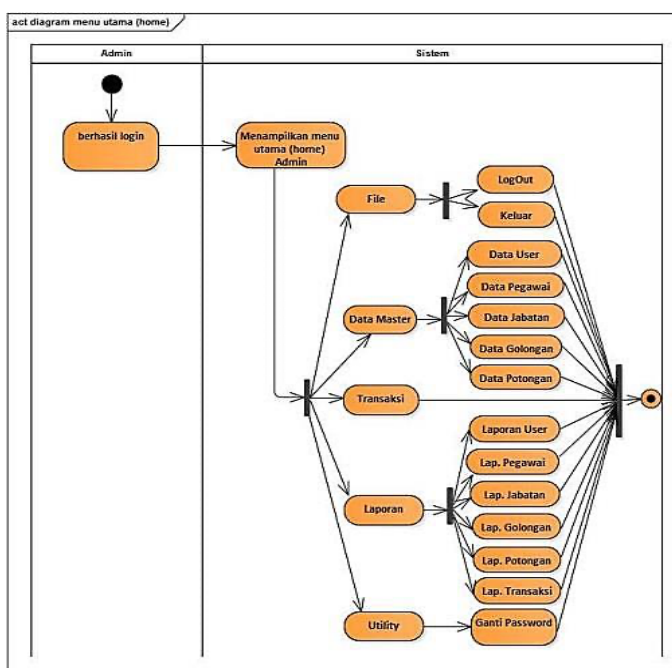 act diagram menu utama (home)
Admin
Sistem
berhasil login
Menampilkan menu
utama (home)
Admin
File
LogOut
Keluar
Data Master
Data User
Data Pegawai
Data Jabatan
Data Golongan
Data Potongan
Transaksi
Laporan
Laporan User
Lap. Pegawai
Lap. Jabatan
Lap. Golongan
Lap. Potongan
Lap. Transaksi
Utility
Ganti Password